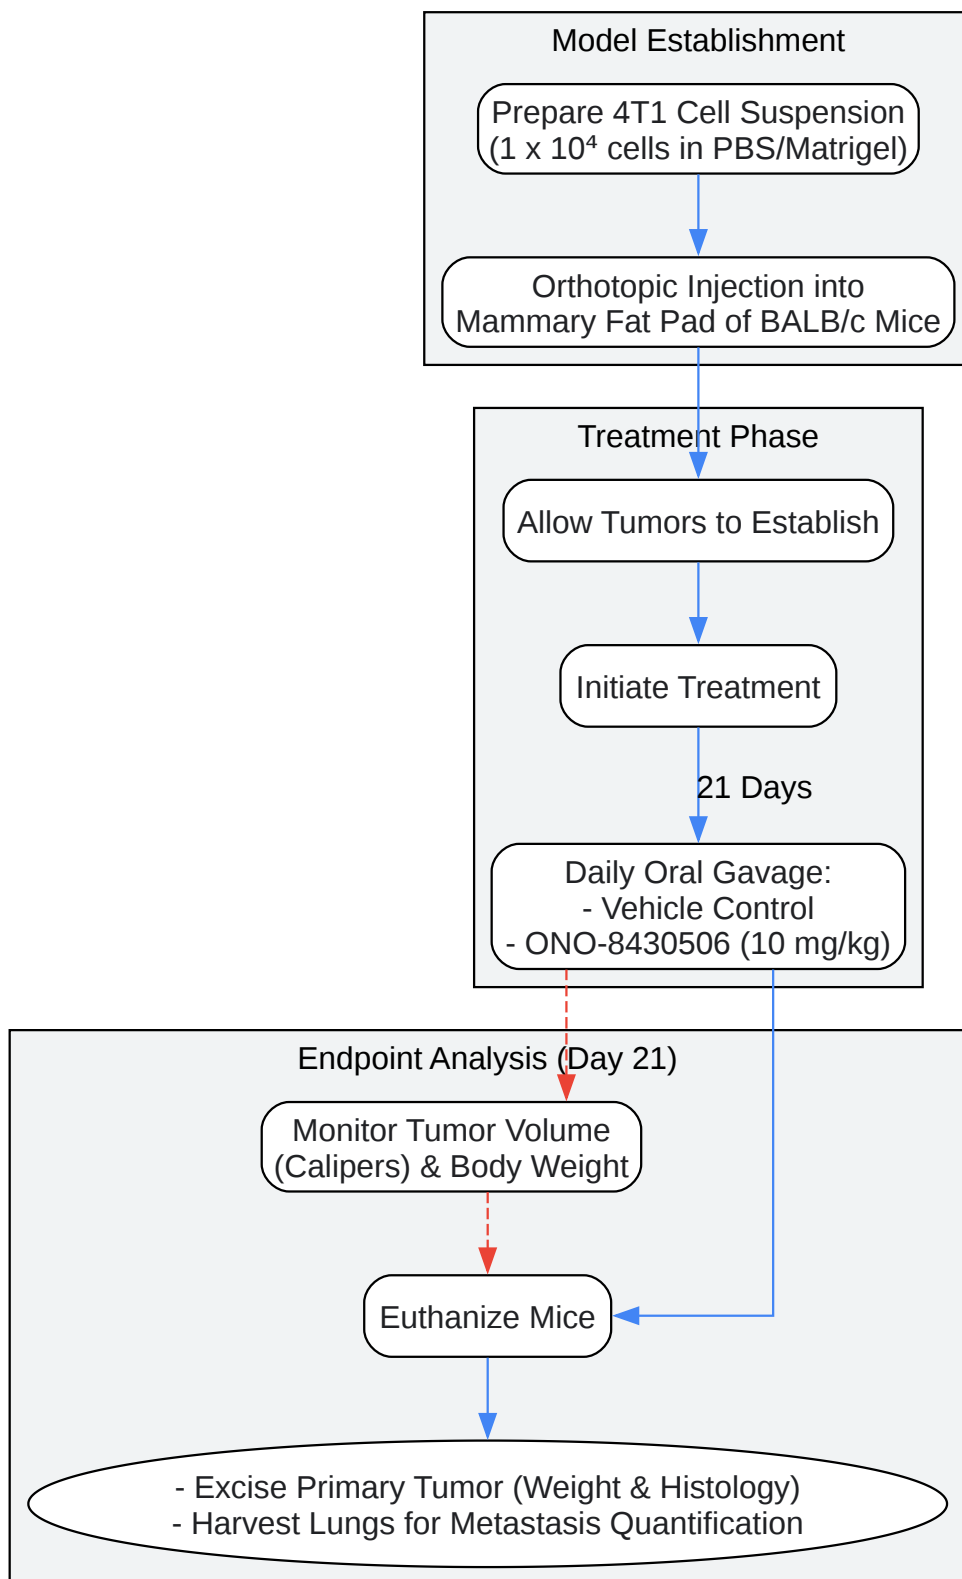 Model Establishment
Prepare 4T1 Cell Suspension
(1 x 10⁴ cells in PBS/Matrigel)
Orthotopic Injection into
Mammary Fat Pad of BALB/c Mice
Treatment Phase
Allow Tumors to Establish
Initiate Treatment
21 Days
Daily Oral Gavage:
- Vehicle Control
- ONO-8430506 (10 mg/kg)
Endpoint Analysis (Day 21)
Monitor Tumor Volume
(Calipers) & Body Weight
Euthanize Mice
- Excise Primary Tumor (Weight & Histology)
- Harvest Lungs for Metastasis Quantification